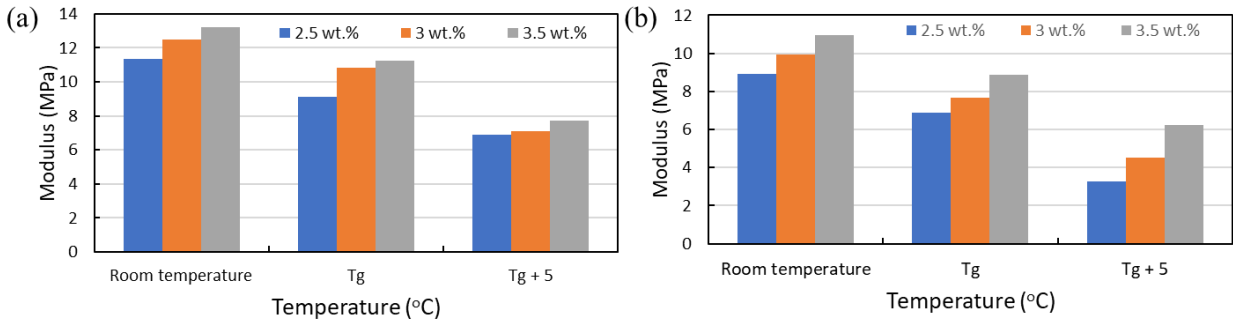 (a)
2.5 wt.% 3 wt.% 3.5 wt.%
14
12
10
8
6
4
2
0
Modulus (MPa)
Room temperature Tg Tg + 5
Temperature (°C)
(b)
2.5 wt.% 3 wt.% 3.5 wt.%
12
10
8
6
4
2
0
Modulus (MPa)
Room temperature Tg Tg + 5
Temperature (°C)